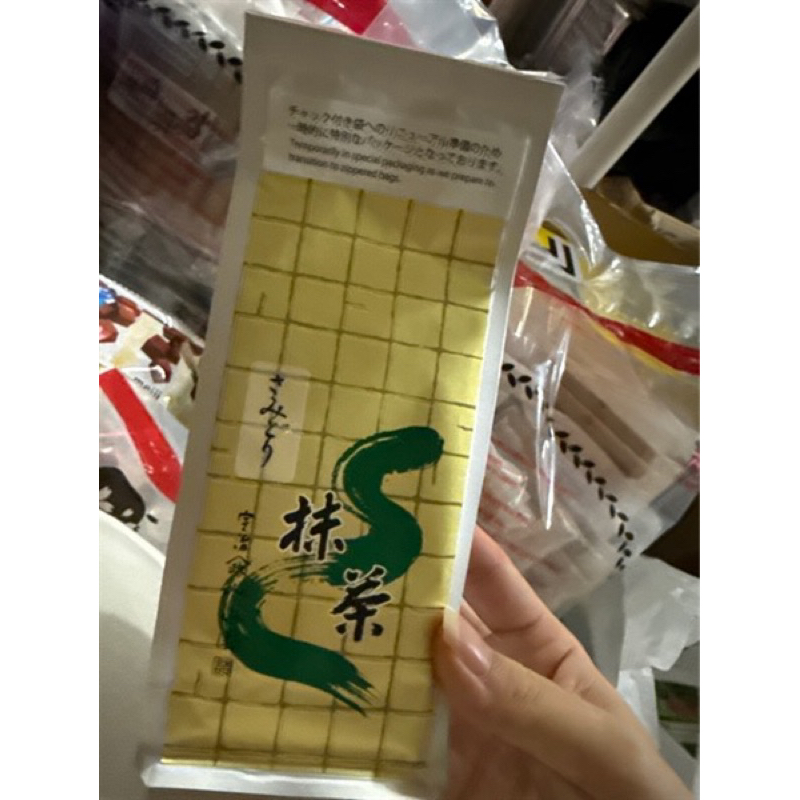 チャック付き袋へのリニューアル準備のため
一時的に特別なパッケージとなっております。
Temporarily in special packaging as we prepare to
transition to zippered bags.
さみどり
抹茶
宇治
meiji